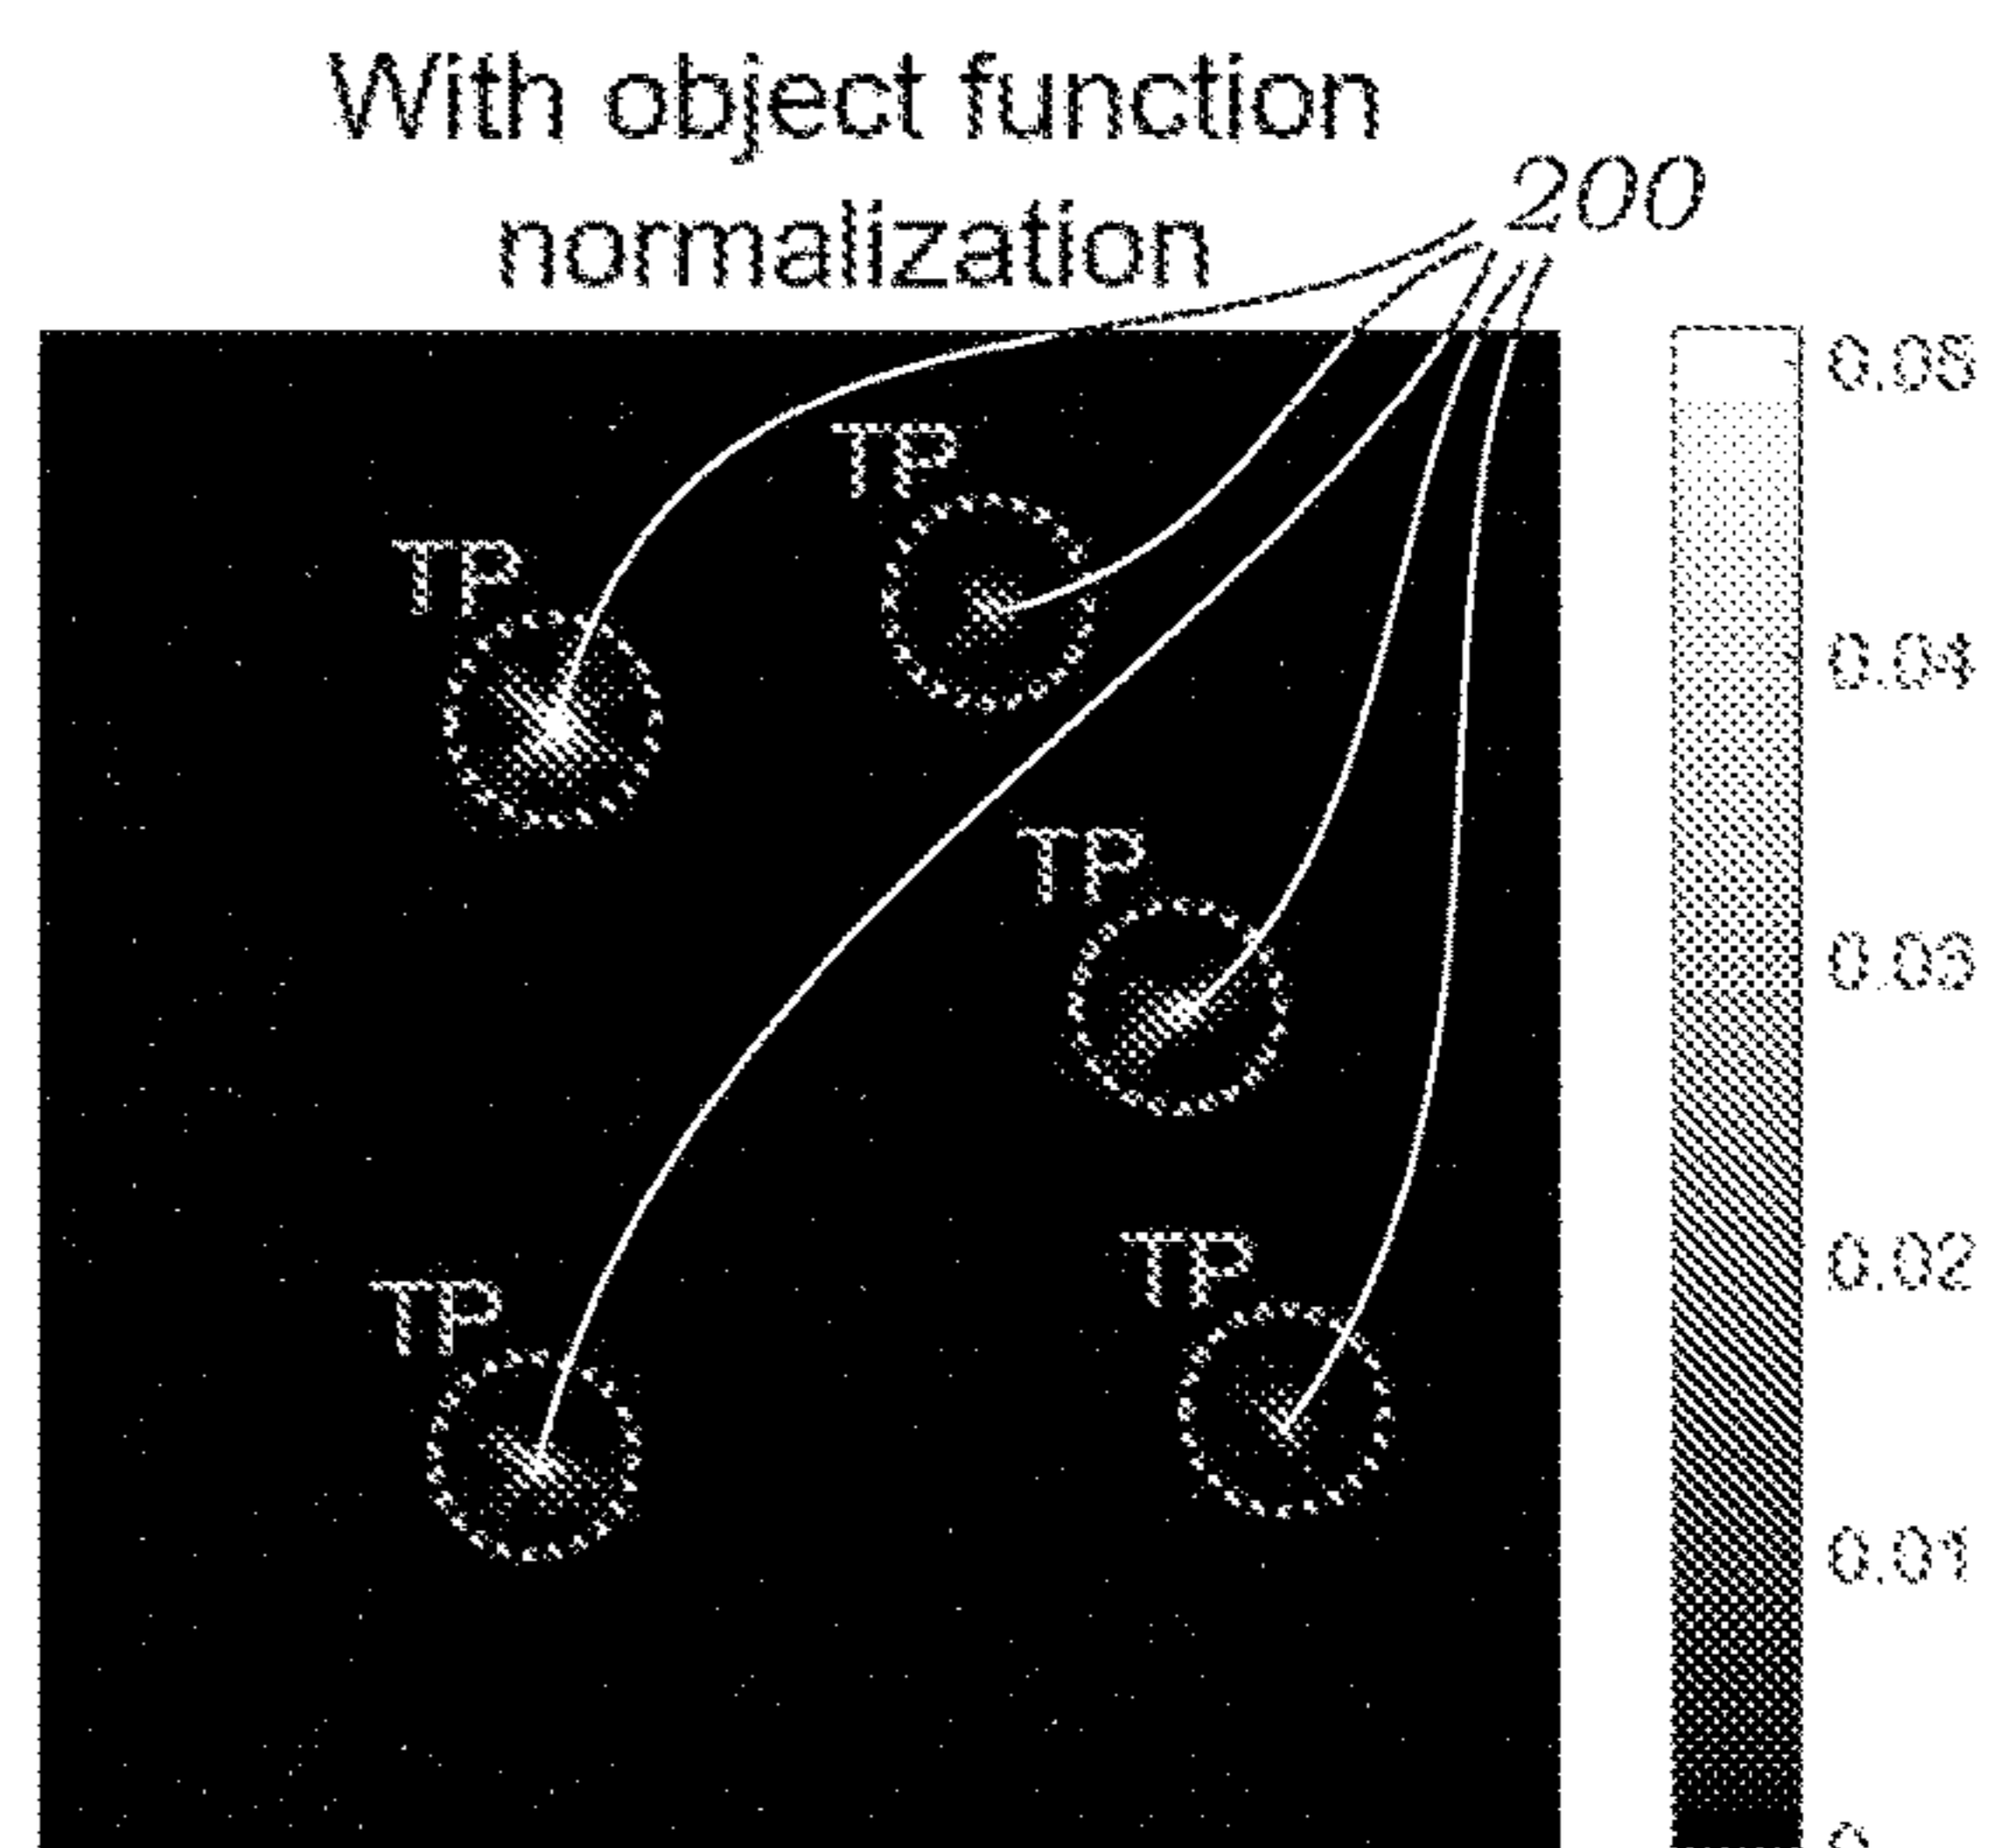 With object function
normalization
200
0.05
TP
TP
0.04
TP
0.03
TP
0.02
TP
0.01
0